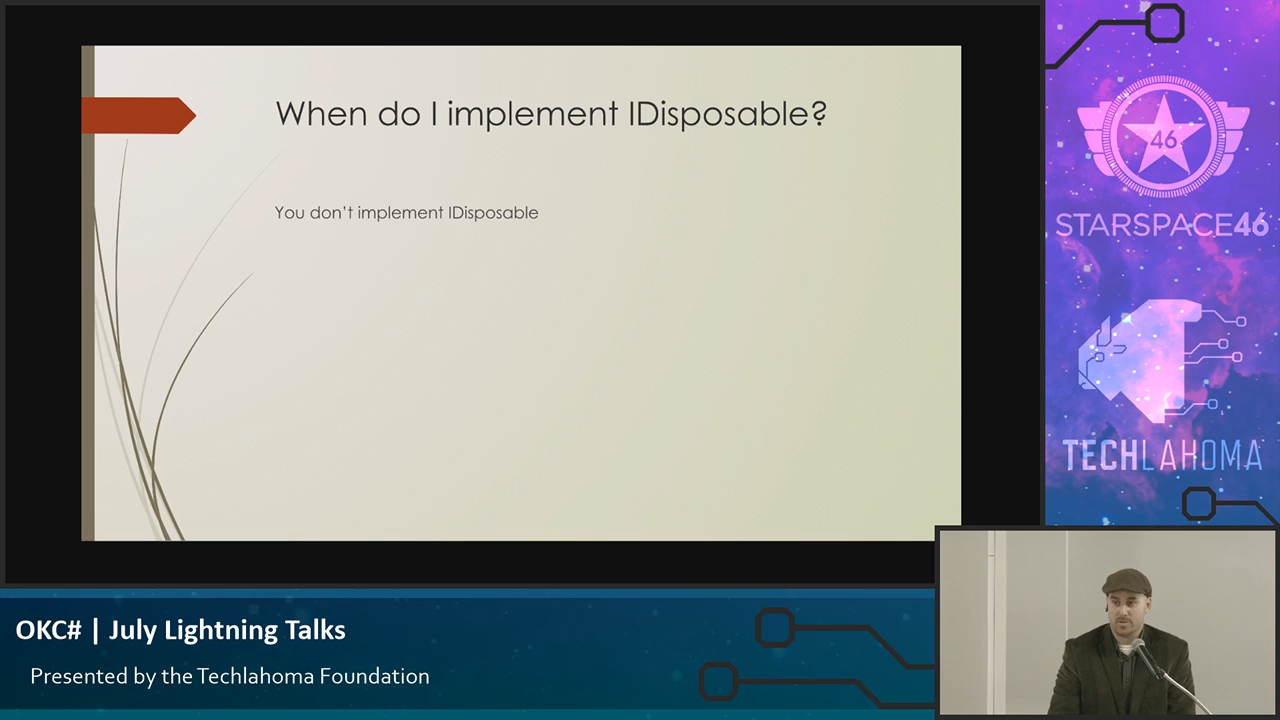 When do I implement IDisposable?
You don't implement IDisposable
46
STARSPACE46
TECHLAHOMA
OKC# | July Lightning Talks
Presented by the Techlahoma Foundation